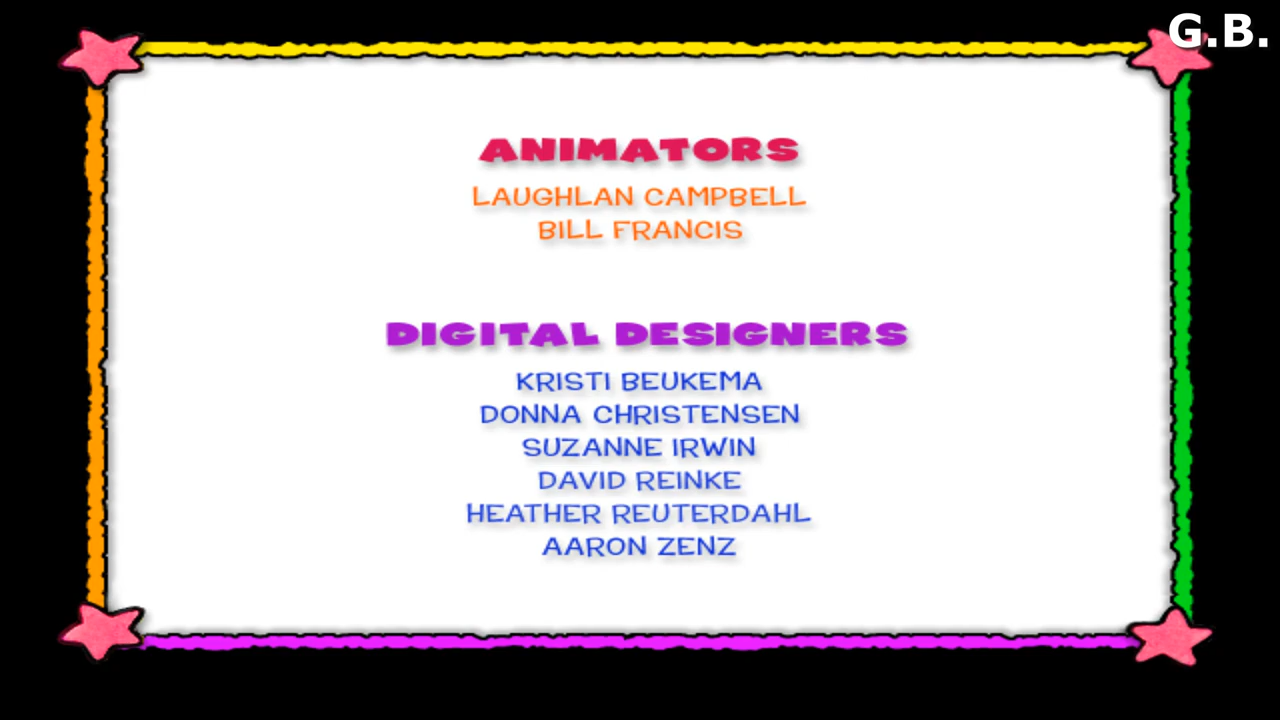 G.B.
ANIMATORS
LAUGHLAN CAMPBELL
BILL FRANCIS
DIGITAL DESIGNERS
KRISTI BEUKEMA
DONNA CHRISTENSEN
SUZANNE IRWIN
DAVID REINKE
HEATHER REUTERDAHL
AARON ZENZ